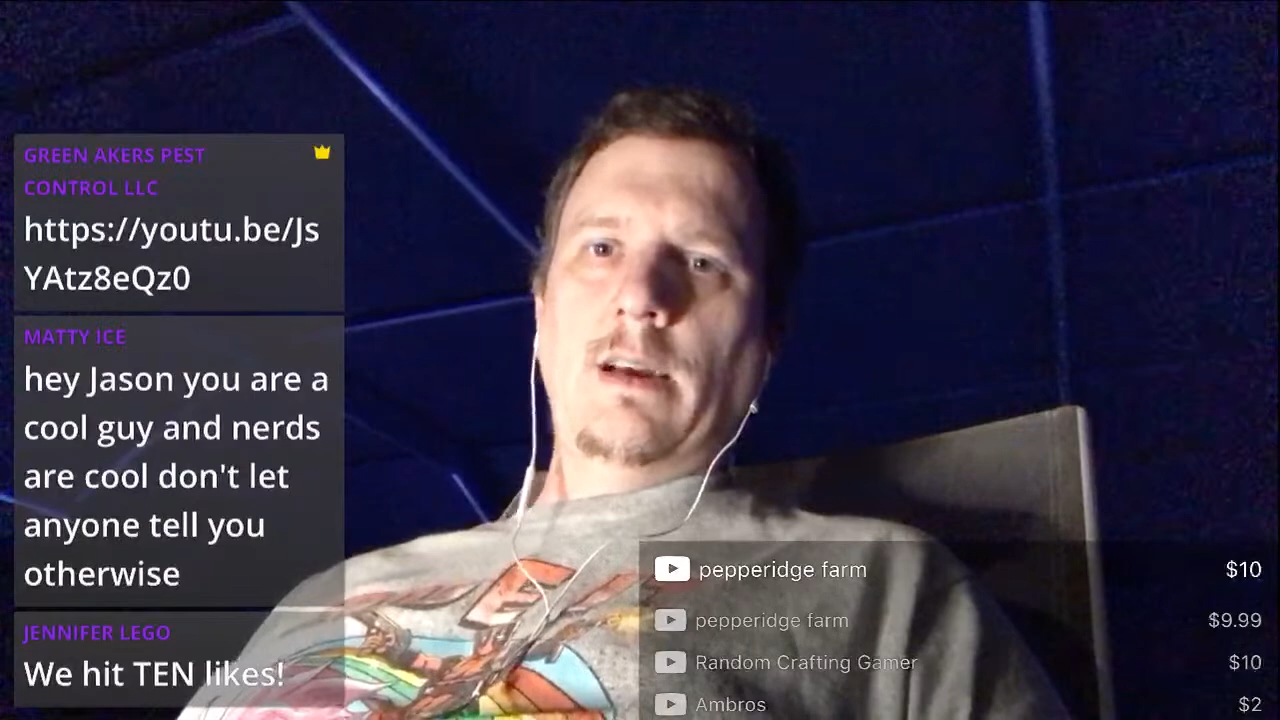 GREEN AKERS PEST
CONTROL LLC
https://youtu.be/Js
YAtz8eQz0
MATTY ICE
hey Jason you are a
cool guy and nerds
are cool don't let
anyone tell you
otherwise
JENNIFER LEGO
We hit TEN likes!
pepperidge farm $10
pepperidge farm $9.99
Random Crafting Gamer $10
Ambros $2